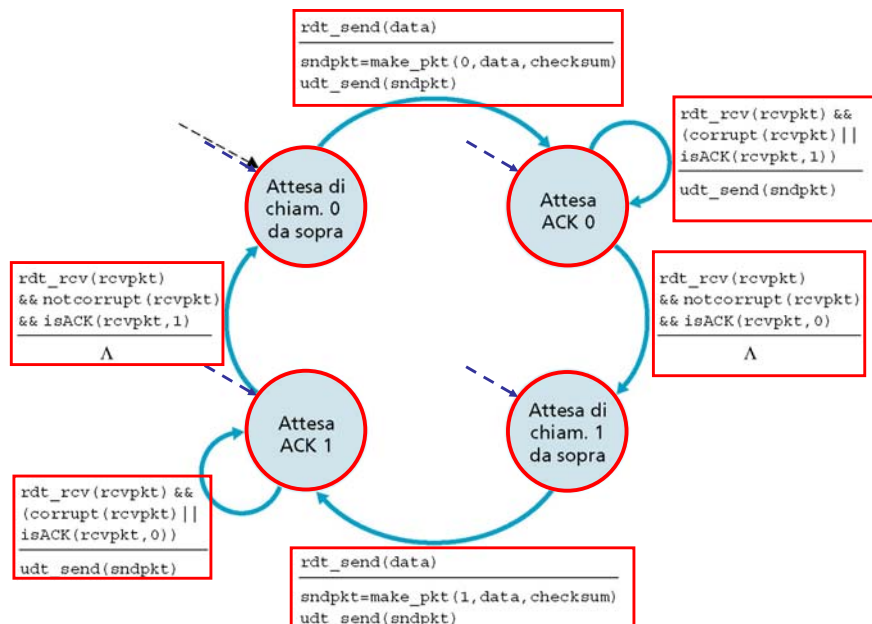 rdt_send(data)
sndpkt=make_pkt(0,data,checksum)
udt_send(sndpkt)
rdt_rcv(rcvpkt) &&
(corrupt(rcvpkt)||
isACK(rcvpkt,1))
udt_send(sndpkt)
Attesa di
chiam. 0
da sopra
Attesa
ACK 0
rdt_rcv(rcvpkt)
&& notcorrupt(rcvpkt)
&& isACK(rcvpkt,1)
Λ
rdt_rcv(rcvpkt)
&& notcorrupt(rcvpkt)
&& isACK(rcvpkt,0)
Λ
Attesa
ACK 1
Attesa di
chiam. 1
da sopra
rdt_rcv(rcvpkt) &&
(corrupt(rcvpkt)||
isACK(rcvpkt,0))
udt_send(sndpkt)
rdt_send(data)
sndpkt=make_pkt(1,data,checksum)
udt_send(sndpkt)